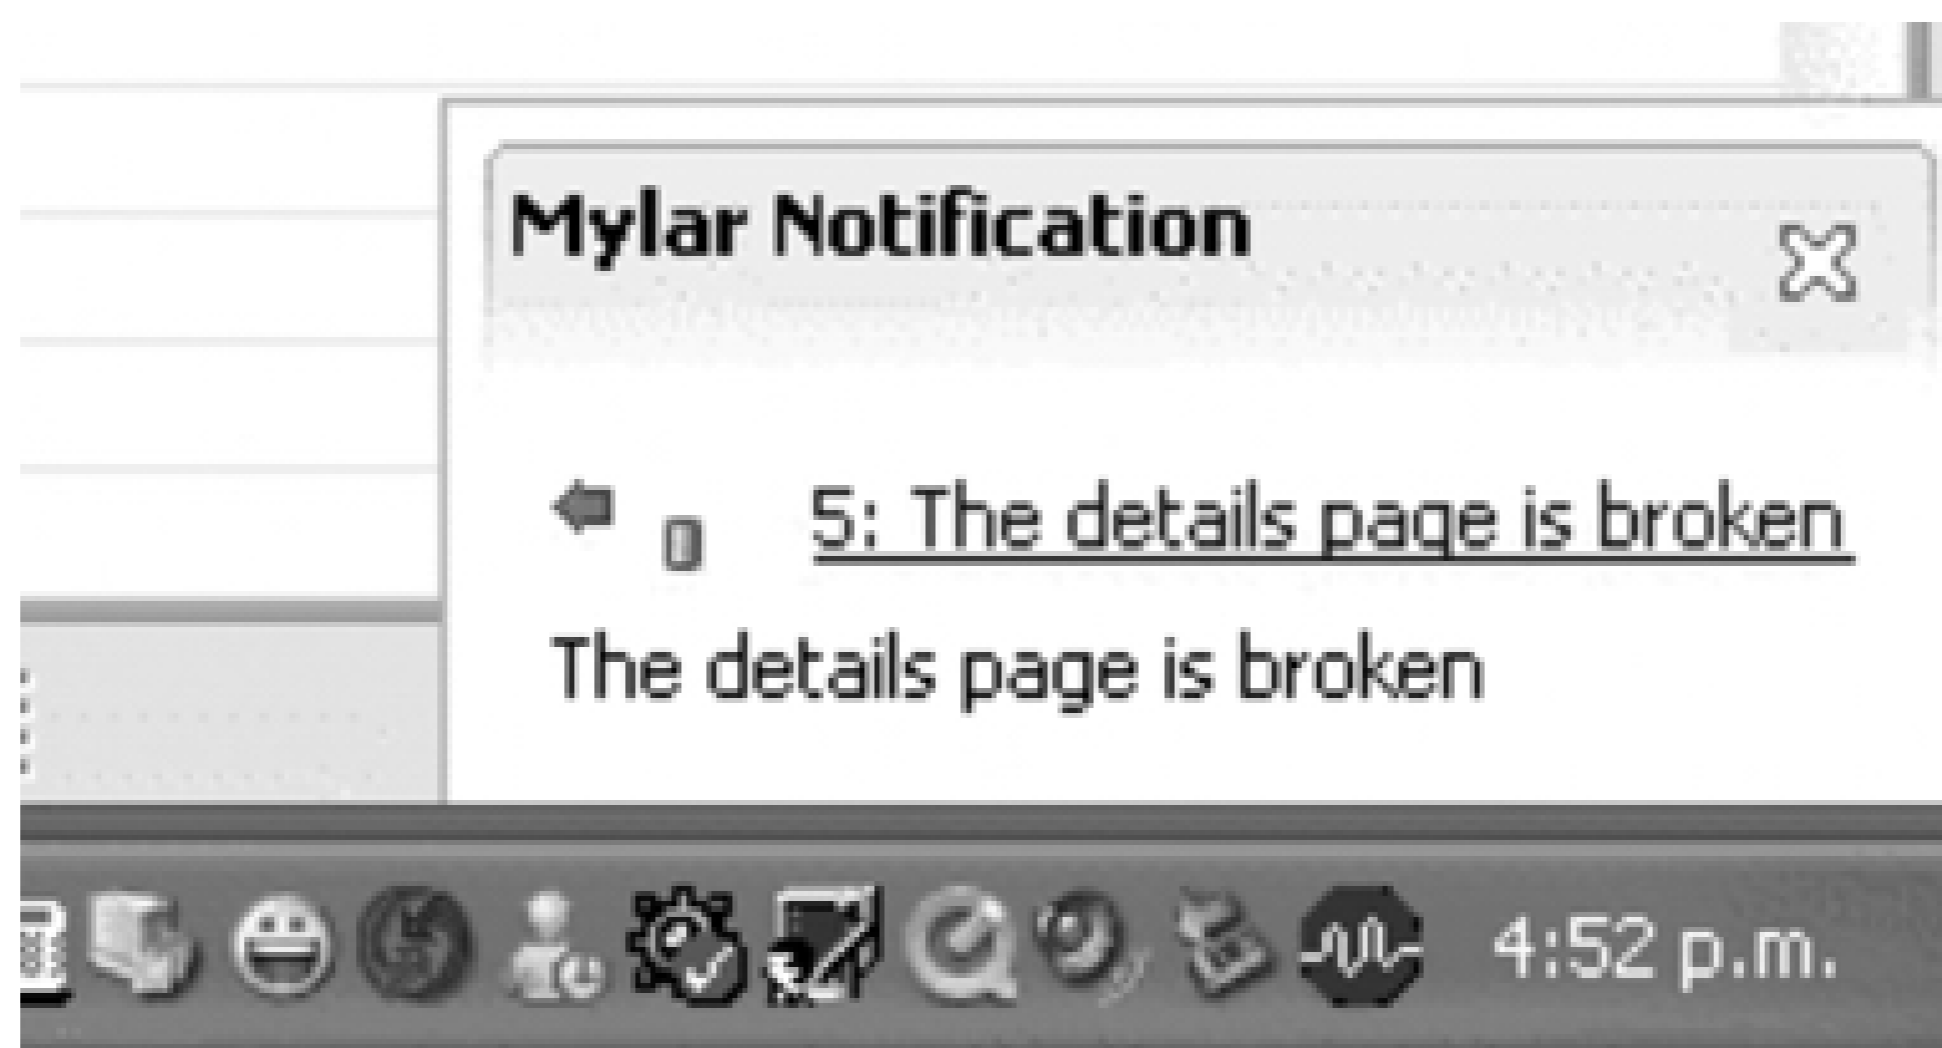 Mylar Notification
5: The details page is broken
The details page is broken
4:52 p.m.